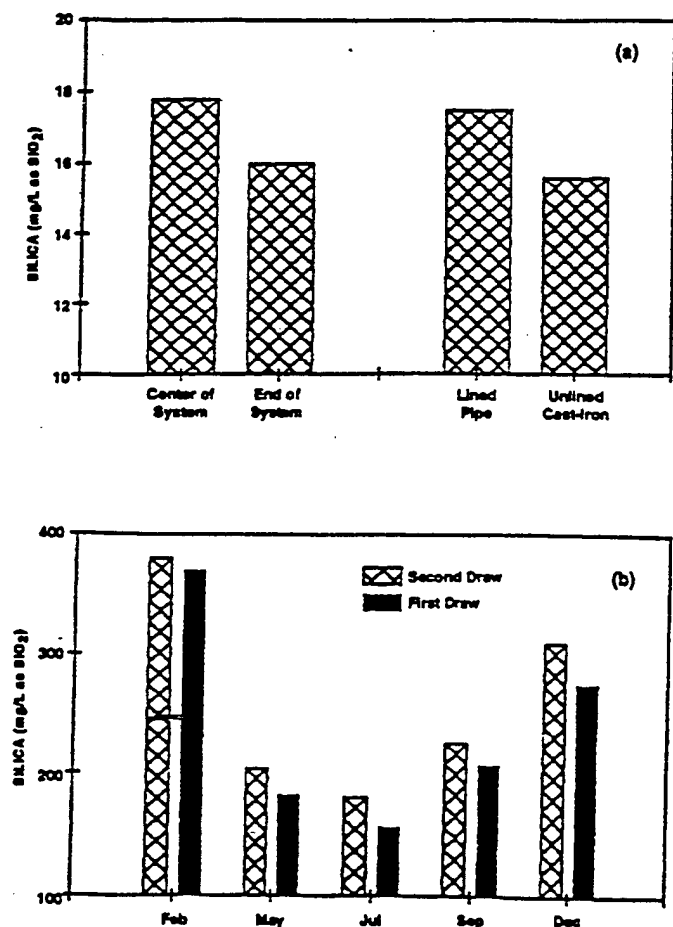 (a)
SILICA (mg/L as SIO₂)
20
18
16
14
12
10
Center of
System
End of
System
Lined
Pipe
Unlined
Cast-Iron
(b)
SILICA (mg/L as SIO₂)
400
300
200
100
Second Draw
First Draw
Feb
May
Jul
Sep
Dec